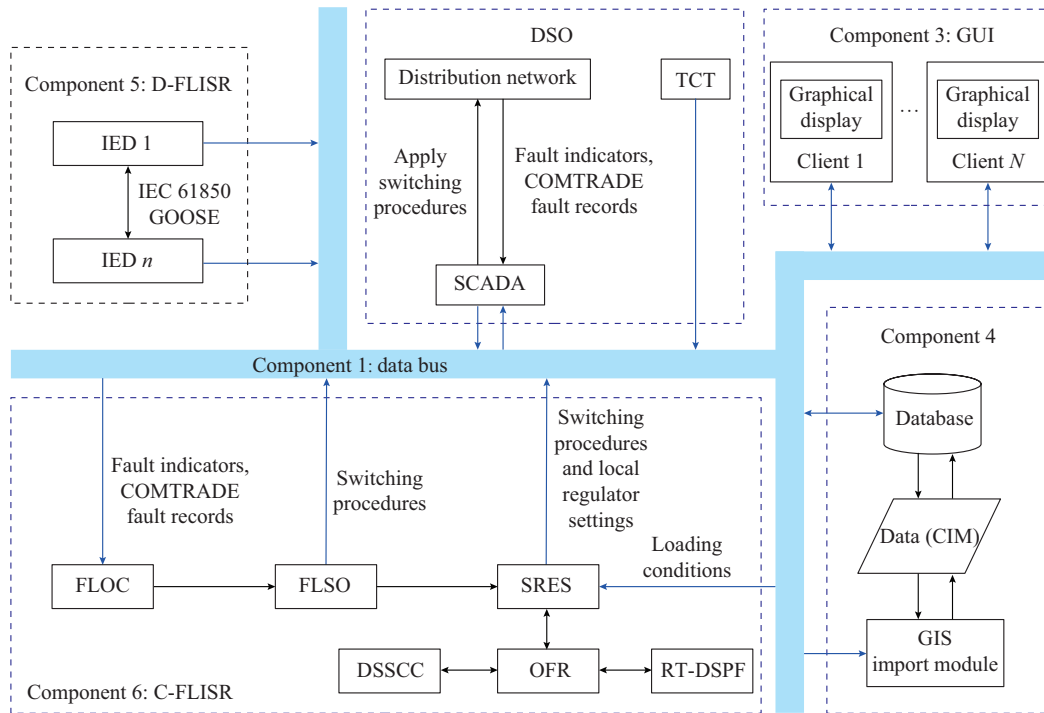 Component 5: D-FLISR
IED 1
IEC 61850
GOOSE
IED n
DSO
Distribution network
TCT
Apply
switching
procedures
Fault indicators,
COMTRADE
fault records
SCADA
Component 3: GUI
Graphical
display
Client 1
...
Graphical
display
Client N
Component 1: data bus
Component 4
Database
Data (CIM)
GIS
import module
Fault indicators,
COMTRADE
fault records
Switching
procedures
Switching
procedures
and local
regulator
settings
Loading
conditions
FLOC
FLSO
SRES
DSSCC
OFR
RT-DSPF
Component 6: C-FLISR